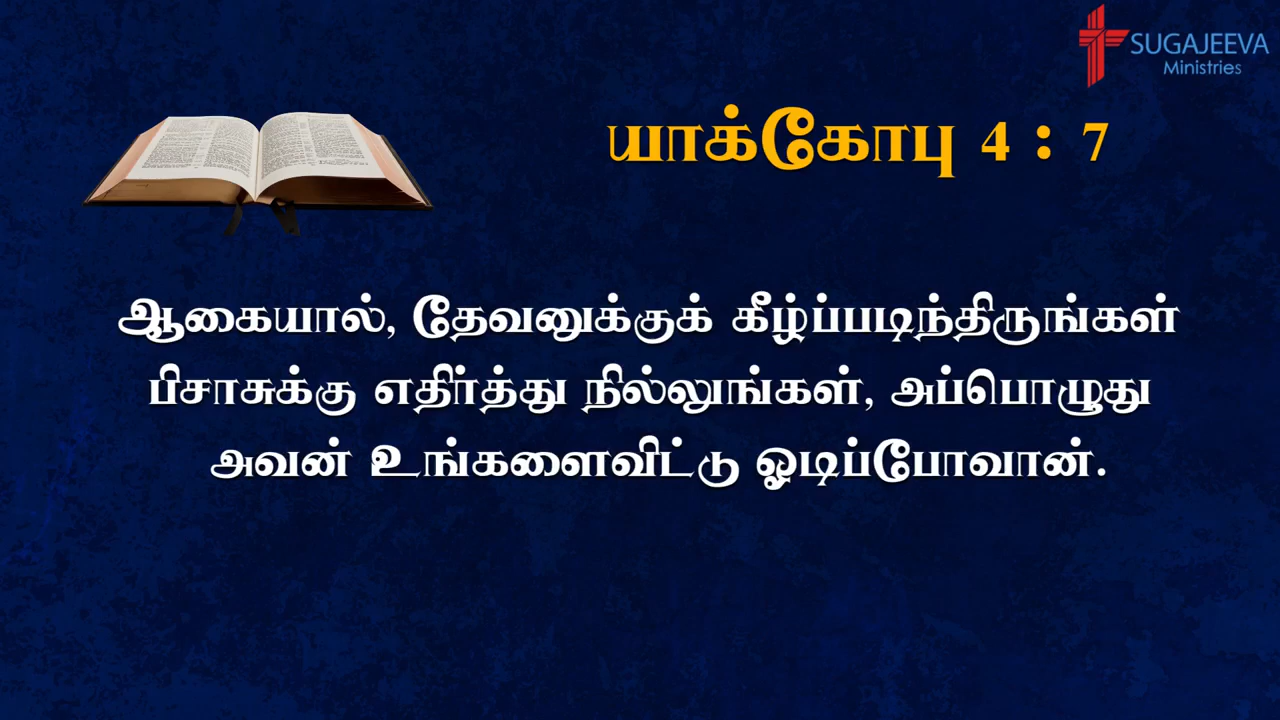 SUGAJEEVA
Ministries
யாக்கோபு 4 : 7
ஆகையால், தேவனுக்குக் கீழ்ப்படிந்திருங்கள்
பிசாசுக்கு எதிர்த்து நில்லுங்கள், அப்பொழுது
அவன் உங்களைவிட்டு ஓடிப்போவான்.